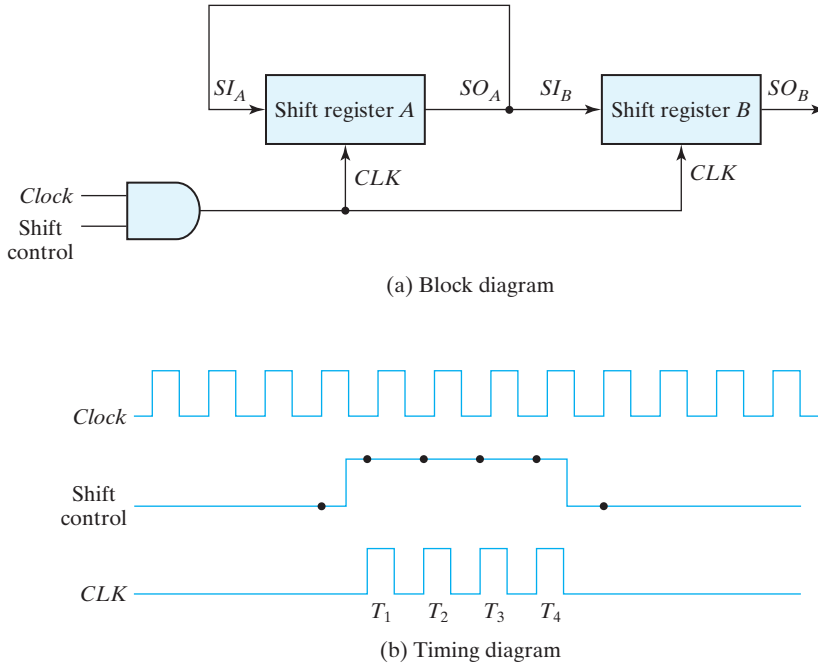 SI_A
Shift register A
SO_A
SI_B
Shift register B
SO_B
CLK
CLK
Clock
Shift
control
(a) Block diagram
Clock
Shift
control
CLK
T_1
T_2
T_3
T_4
(b) Timing diagram